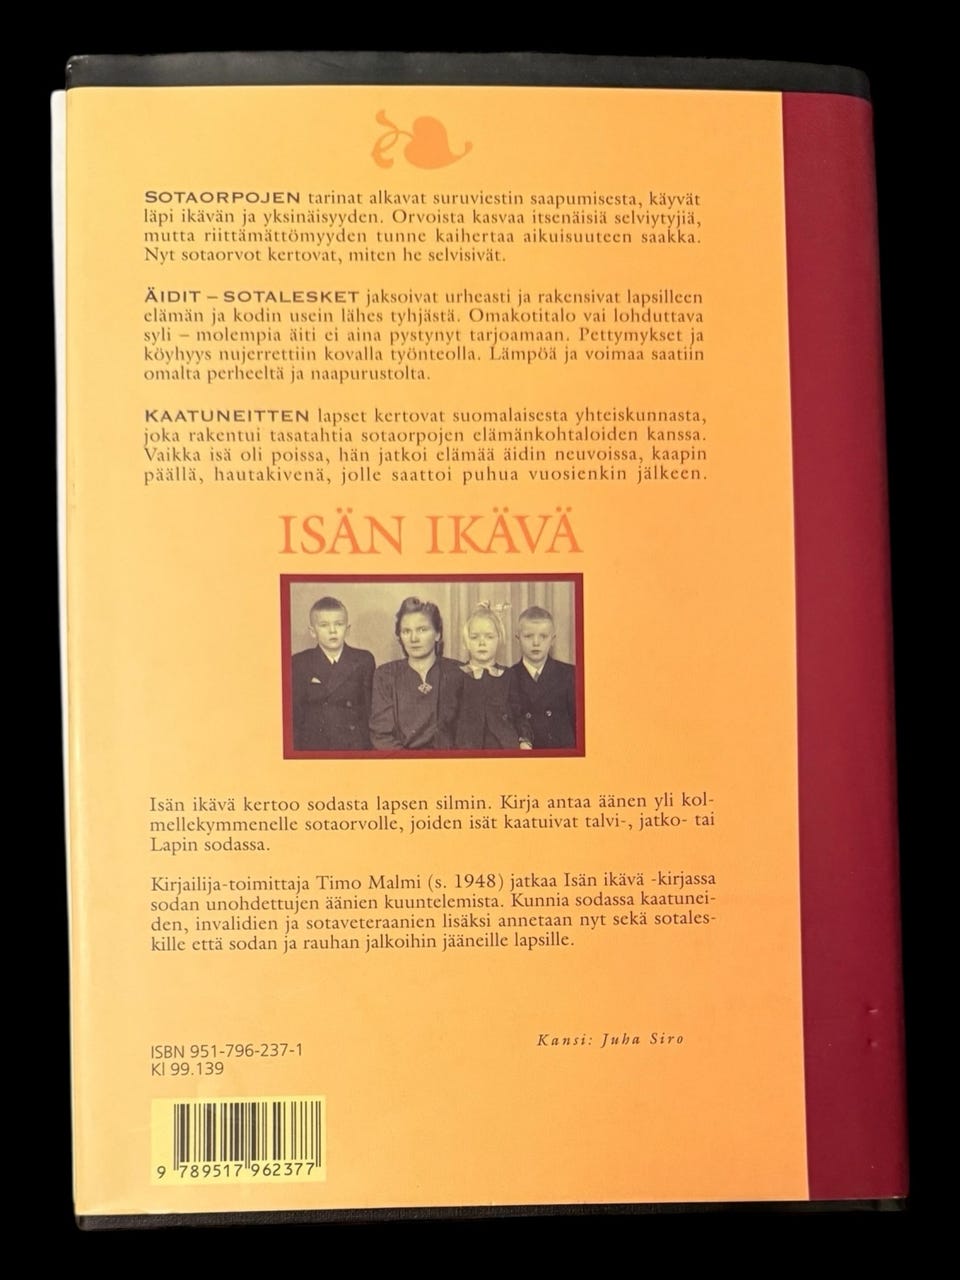 SOTAORPOJEN tarinat alkavat suruviestin saapumisesta, käyvät
läpi ikävän ja yksinäisyyden. Orvoista kasvaa itsenäisiä selviytyjiä,
mutta riittämättömyyden tunne kaihertaa aikuisuuteen saakka.
Nyt sotaorvot kertovat, miten he selvisivät.
ÄIDIT – SOTALESKET jaksoivat urheasti ja rakensivat lapsilleen
elämän ja kodin usein lähes tyhjästä. Omakotitalo vai lohduttava
syli – molempia äiti ei aina pystynyt tarjoamaan. Pettymykset ja
köyhyys nujerrettiin kovalla työnteolla. Lämpöä ja voimaa saatiin
omalta perheeltä ja naapurustolta.
KAATUNEITTEN lapset kertovat suomalaisesta yhteiskunnasta,
joka rakentui tasatahtia sotaorpojen elämänkohtaloiden kanssa.
Vaikka isä oli poissa, hän jatkoi elämää äidin neuvoissa, kaapin
päällä, hautakivenä, jolle saattoi puhua vuosienkin jälkeen.
ISÄN IKÄVÄ
Isän ikävä kertoo sodasta lapsen silmin. Kirja antaa äänen yli kol-
mellekymmenelle sotaorvolle, joiden isät kaatuivat talvi-, jatko- tai
Lapin sodassa.
Kirjailija-toimittaja Timo Malmi (s. 1948) jatkaa Isän ikävä -kirjassa
sodan unohdettujen äänien kuuntelemista. Kunnia sodassa kaatunei-
den, invalidien ja sotaveteraanien lisäksi annetaan nyt sekä sotales-
kille että sodan ja rauhan jalkoihin jääneille lapsille.
Kansi: Juha Siro
ISBN 951-796-237-1
Kl 99.139
9 789517 962377